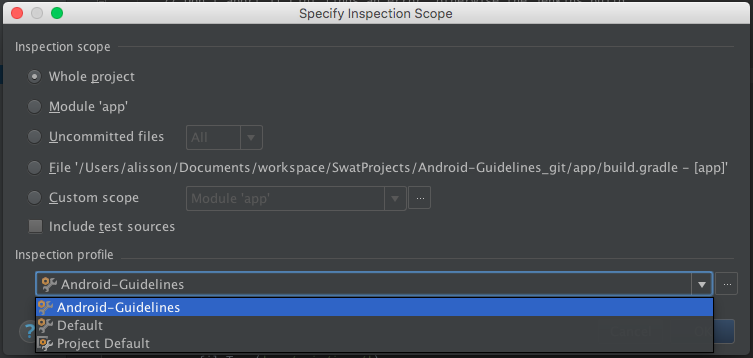 Specify Inspection Scope
Inspection scope
Whole project
Module 'app'
Uncommitted files All
File '/Users/alisson/Documents/workspace/SwatProjects/Android-Guidelines_git/app/build.gradle - [app]'
Custom scope Module 'app' ...
Include test sources
Inspection profile
Android-Guidelines ...
Android-Guidelines
Default
Project Default
?